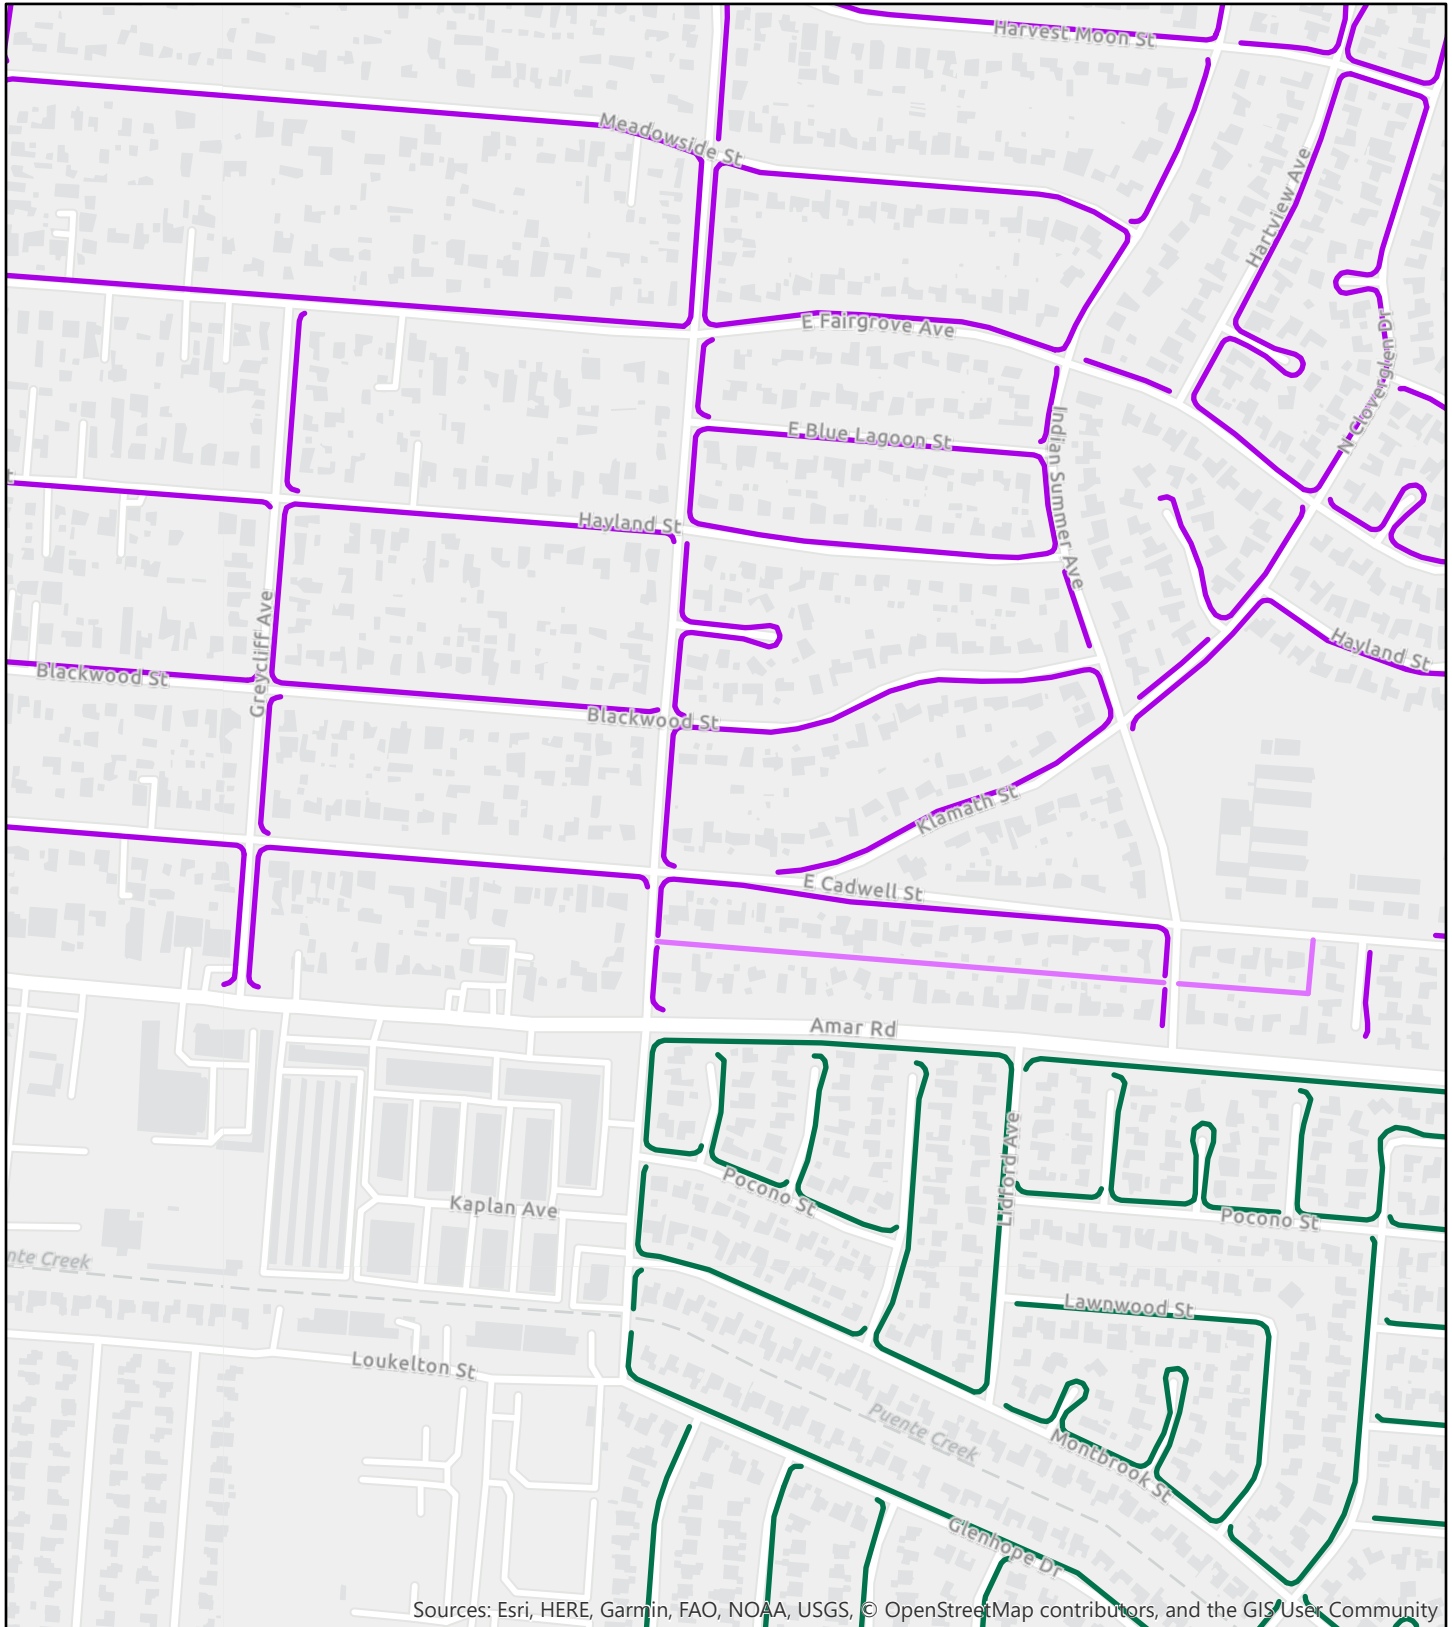 Harvest Moon St
Meadowside St
Hartview Ave
E Fairgrove Ave
N Cloverglen Dr
E Blue Lagoon St
Indian Summer Ave
t
Hayland St
Greycliff Ave
Hayland St
Blackwood St
Blackwood St
Klamath St
E Cadwell St
Amar Rd
Lidford Ave
Pocono St
Kaplan Ave
Pocono St
nte Creek
Lawnwood St
Loukelton St
Puente Creek
Montbrook St
Glenhope Dr
Sources: Esri, HERE, Garmin, FAO, NOAA, USGS, © OpenStreetMap contributors, and the GIS User Community